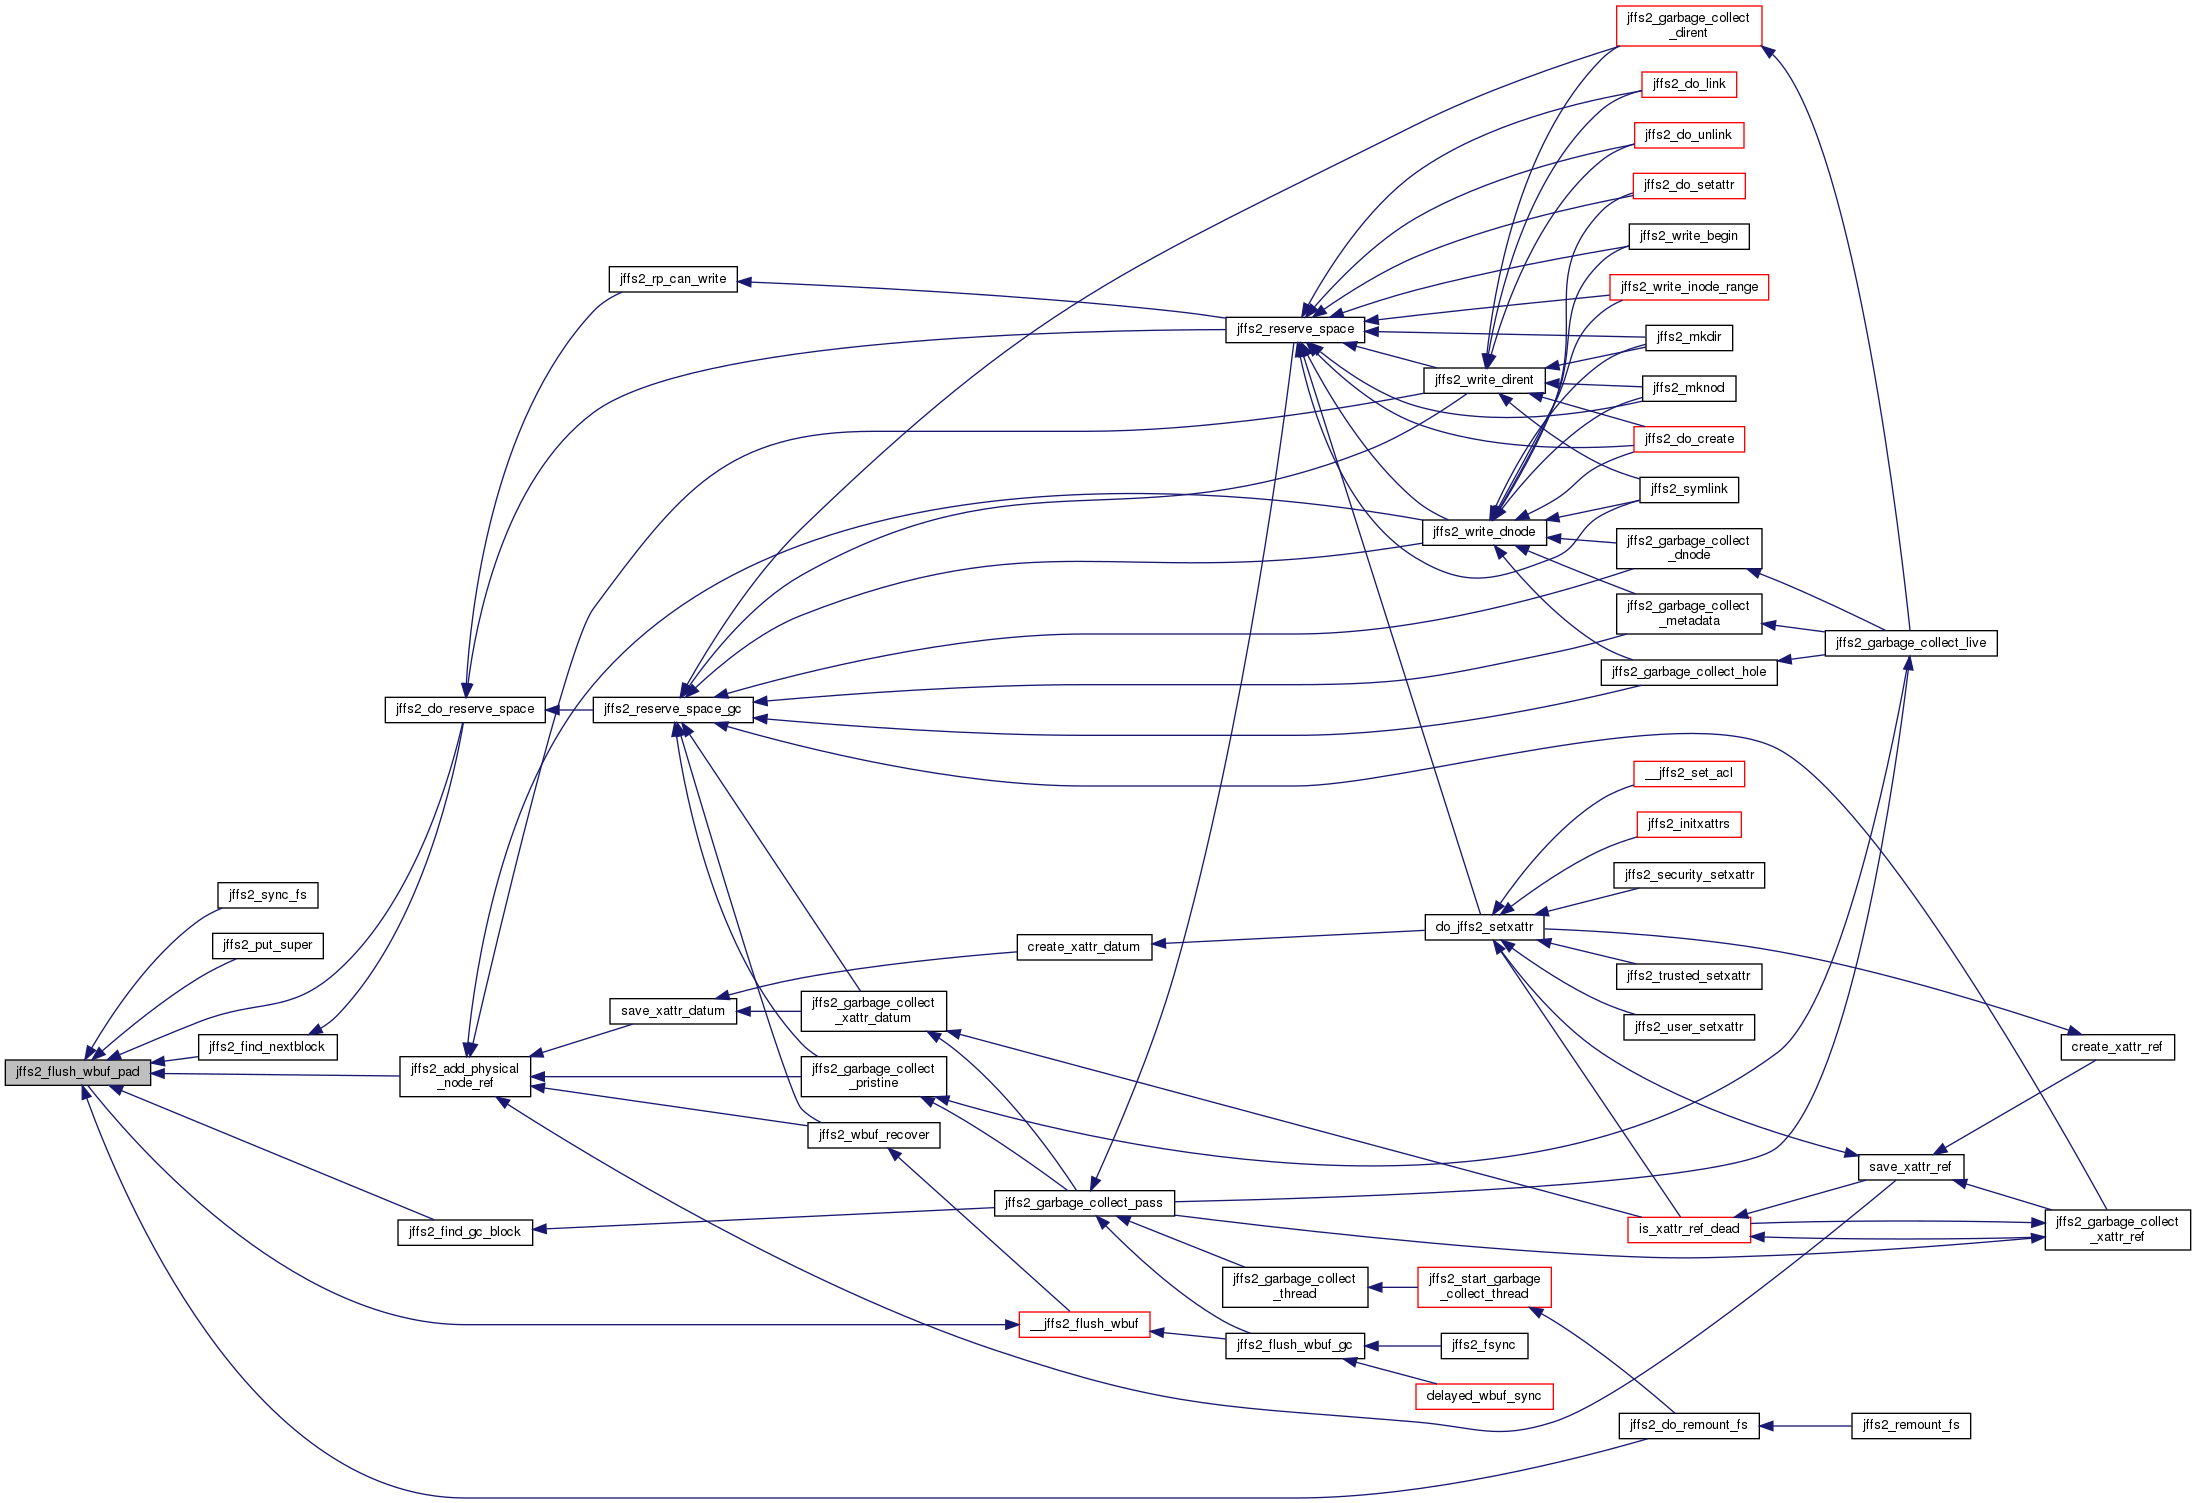 jffs2_garbage_collect
_dirent
jffs2_do_link
jffs2_do_unlink
jffs2_do_setattr
jffs2_write_begin
jffs2_rp_can_write
jffs2_write_inode_range
jffs2_reserve_space
jffs2_mkdir
jffs2_write_dirent
jffs2_mknod
jffs2_do_create
jffs2_symlink
jffs2_write_dnode
jffs2_garbage_collect
_dnode
jffs2_garbage_collect
_metadata
jffs2_garbage_collect_live
jffs2_garbage_collect_hole
jffs2_do_reserve_space
jffs2_reserve_space_gc
__jffs2_set_acl
jffs2_initxattrs
jffs2_security_setxattr
jffs2_sync_fs
do_jffs2_setxattr
jffs2_put_super
create_xattr_datum
jffs2_trusted_setxattr
save_xattr_datum
jffs2_garbage_collect
_xattr_datum
jffs2_user_setxattr
jffs2_find_nextblock
create_xattr_ref
jffs2_flush_wbuf_pad
jffs2_add_physical
_node_ref
jffs2_garbage_collect
_pristine
jffs2_wbuf_recover
save_xattr_ref
jffs2_garbage_collect_pass
jffs2_find_gc_block
is_xattr_ref_dead
jffs2_garbage_collect
_xattr_ref
jffs2_garbage_collect
_thread
jffs2_start_garbage
_collect_thread
__jffs2_flush_wbuf
jffs2_flush_wbuf_gc
jffs2_fsync
delayed_wbuf_sync
jffs2_do_remount_fs
jffs2_remount_fs